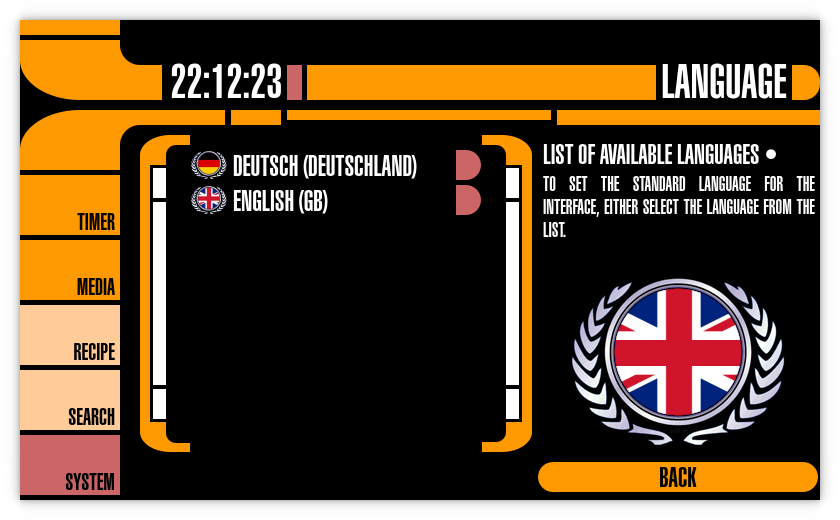 22:12:23
LANGUAGE
TIMER
MEDIA
RECIPE
SEARCH
SYSTEM
DEUTSCH (DEUTSCHLAND)
ENGLISH (GB)
LIST OF AVAILABLE LANGUAGES •
TO SET THE STANDARD LANGUAGE FOR THE
INTERFACE, EITHER SELECT THE LANGUAGE FROM THE
LIST.
BACK